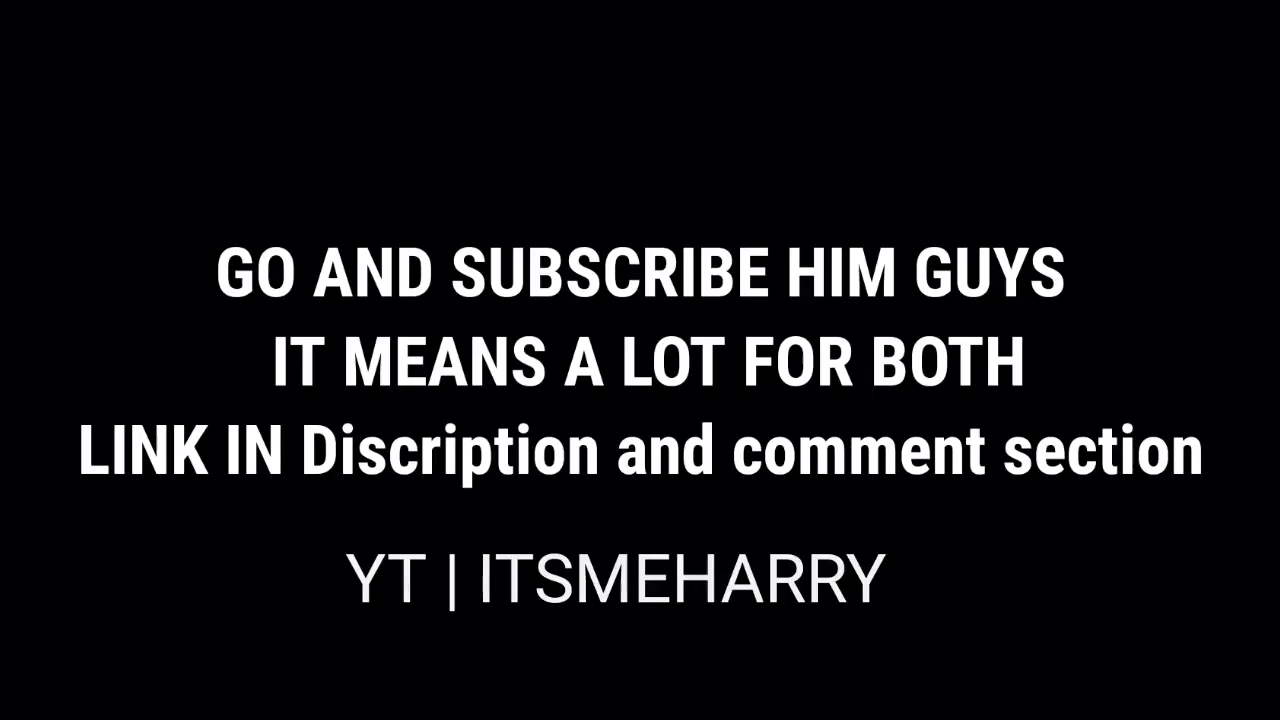 GO AND SUBSCRIBE HIM GUYS
IT MEANS A LOT FOR BOTH
LINK IN Discription and comment section
YT | ITSMEHARRY